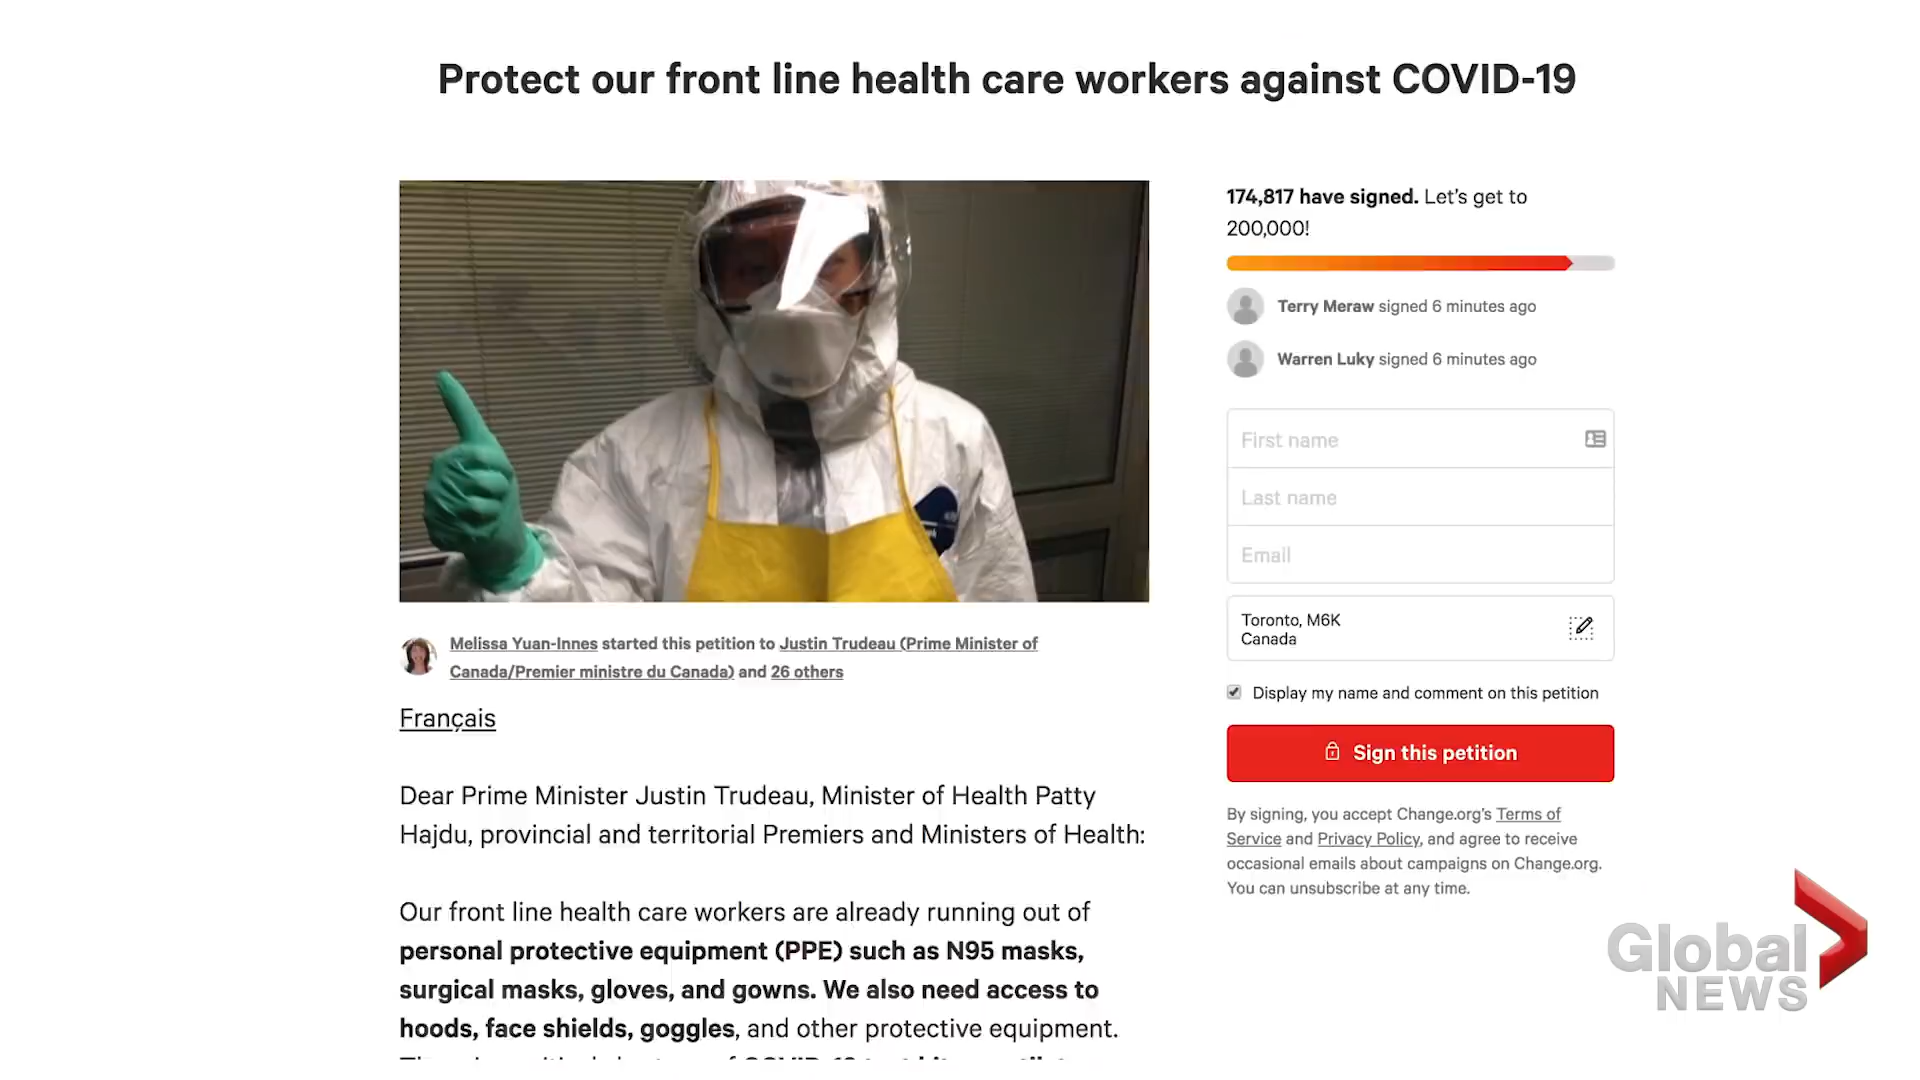 Protect our front line health care workers against COVID-19
174,817 have signed. Let's get to
200,000!
Terry Meraw signed 6 minutes ago
Warren Luky signed 6 minutes ago
First name
Last name
Email
Toronto, M6K
Canada
Display my name and comment on this petition
Sign this petition
By signing, you accept Change.org's Terms of
Service and Privacy Policy, and agree to receive
occasional emails about campaigns on Change.org.
You can unsubscribe at any time.
Melissa Yuan-Innes started this petition to Justin Trudeau (Prime Minister of
Canada/Premier ministre du Canada) and 26 others
Français
Dear Prime Minister Justin Trudeau, Minister of Health Patty
Hajdu, provincial and territorial Premiers and Ministers of Health:
Our front line health care workers are already running out of
personal protective equipment (PPE) such as N95 masks,
surgical masks, gloves, and gowns. We also need access to
hoods, face shields, goggles, and other protective equipment.
Global
NEWS